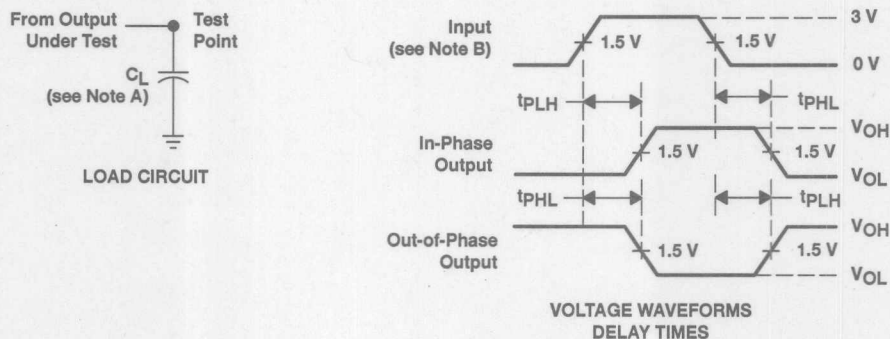 From Output
Under Test
Test
Point
CL
(see Note A)
LOAD CIRCUIT
Input
(see Note B)
1.5 V
1.5 V
3 V
0 V
tPLH
tPHL
In-Phase
Output
1.5 V
1.5 V
VOH
VOL
tPHL
tPLH
Out-of-Phase
Output
1.5 V
1.5 V
VOH
VOL
VOLTAGE WAVEFORMS
DELAY TIMES